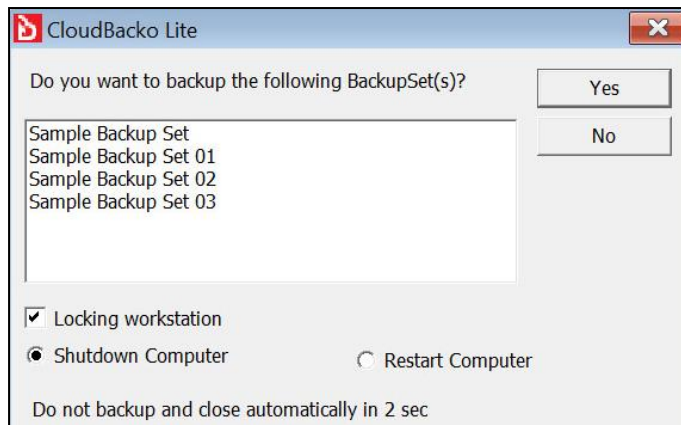 CloudBacko Lite
Do you want to backup the following BackupSet(s)?
Yes
No
Sample Backup Set
Sample Backup Set 01
Sample Backup Set 02
Sample Backup Set 03
Locking workstation
Shutdown Computer
Restart Computer
Do not backup and close automatically in 2 sec